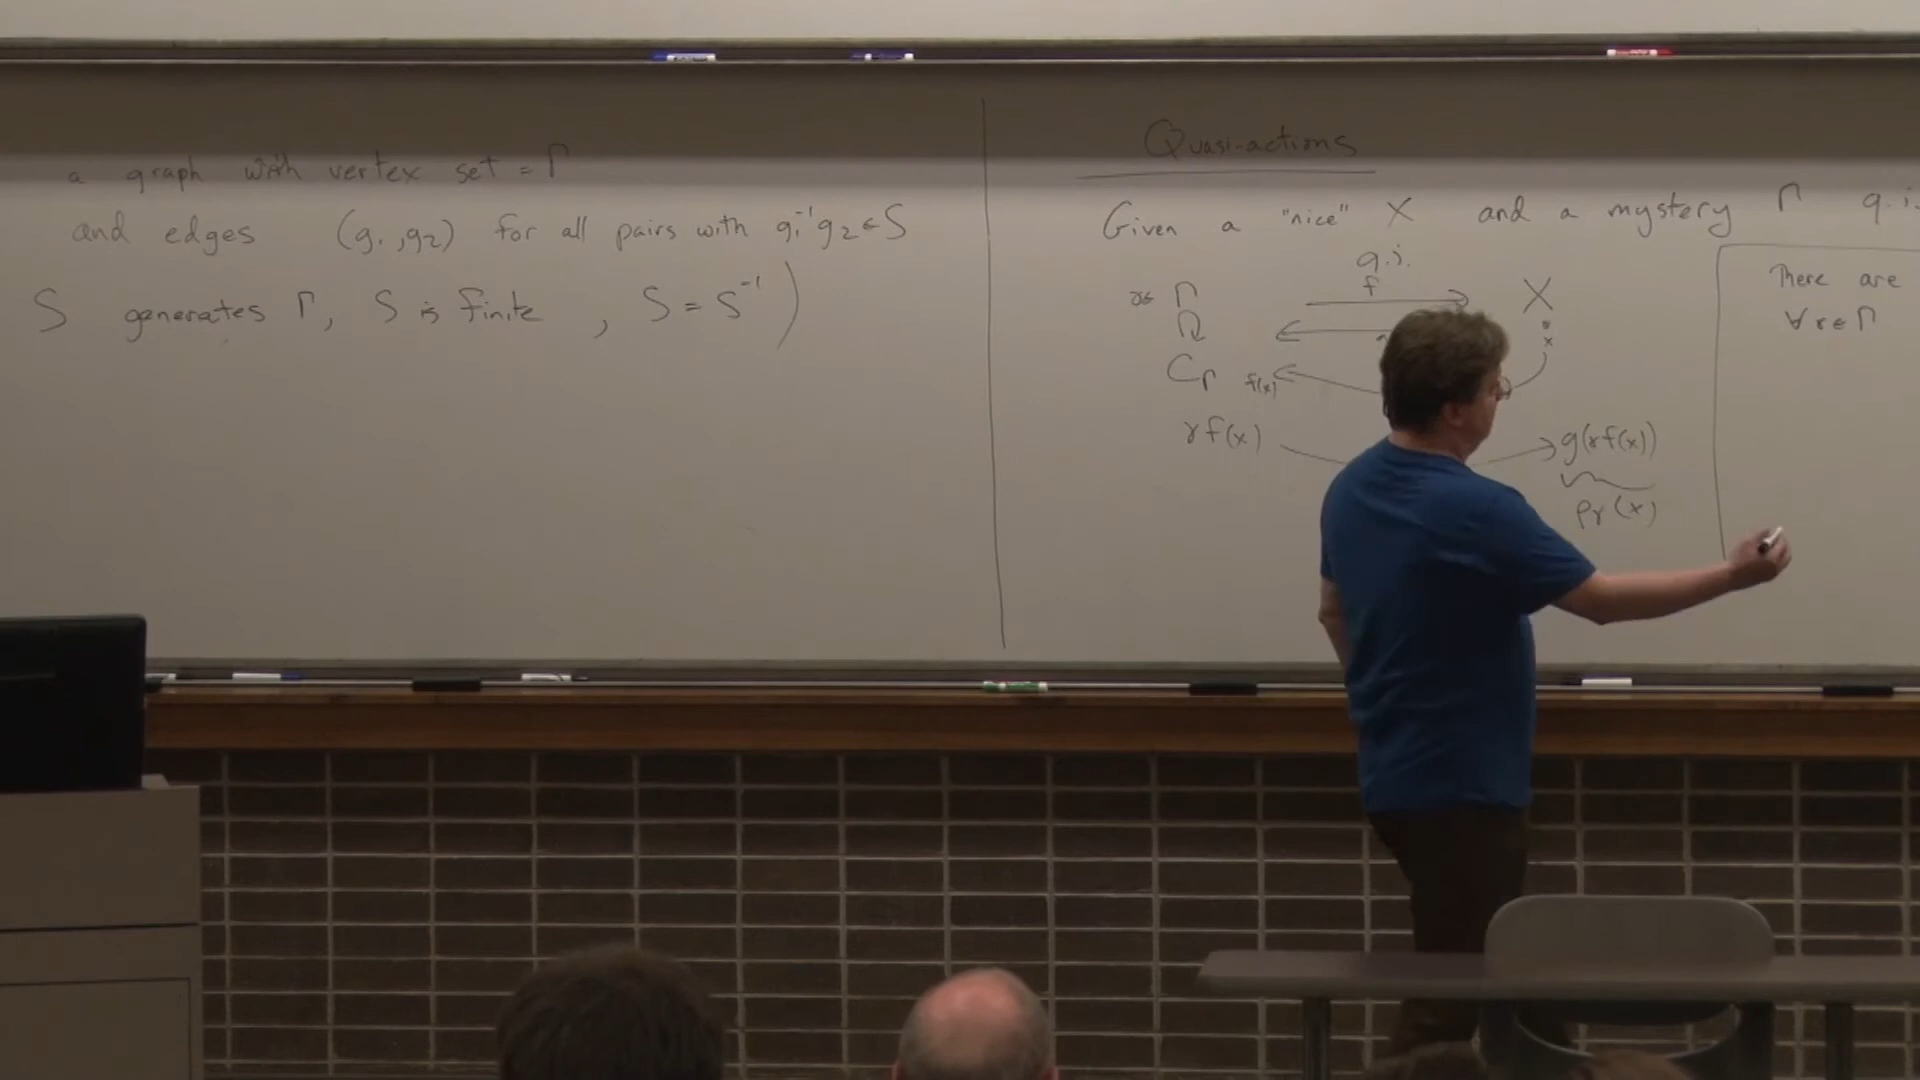 a graph with vertex set = Γ
and edges (g₁,g₂) for all pairs with g₁⁻¹g₂∈S
S generates Γ, S is finite, S = S⁻¹)
Quasi-actions
Given a "nice" X and a mystery Γ q.i.
q.i.
f
γ∈ Γ X
C_Γ f(x)
x
γf(x) g(γf(x))
ρ_γ(x)
There are
∀γ∈Γ